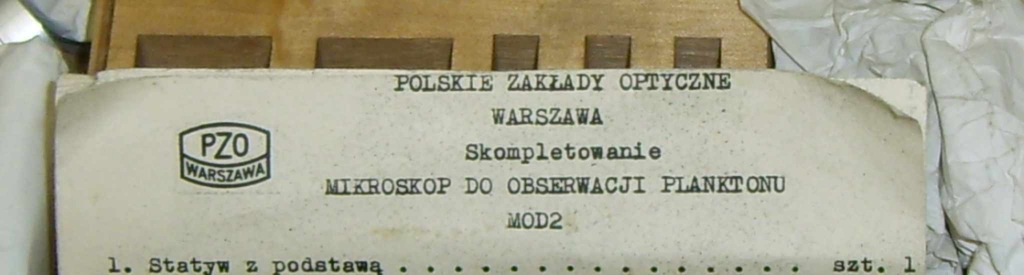 POLSKIE ZAKŁADY OPTYCZNE
WARSZAWA
PZO
WARSZAWA
Skompletowanie
MIKROSKOP DO OBSERWACJI PLANKTONU
MOD2
1. Statyw z podstawą . . . . . . . . . . . . . . . . szt. 1